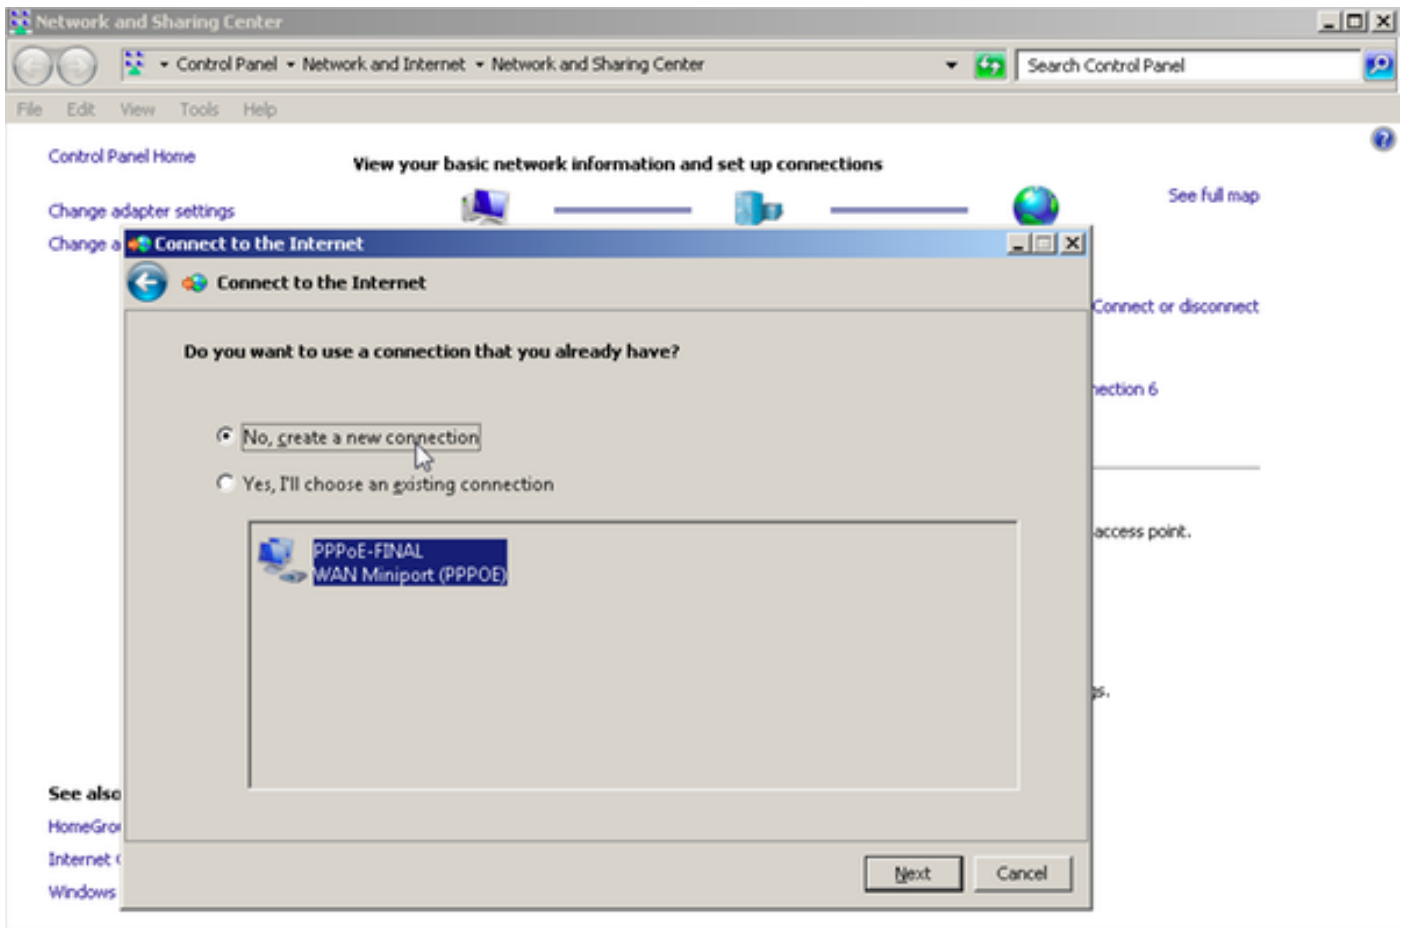 Network and Sharing Center
Control Panel Network and Internet Network and Sharing Center
Search Control Panel
File Edit View Tools Help
Control Panel Home
View your basic network information and set up connections
See full map
Change adapter settings
Change a
Connect to the Internet
Connect to the Internet
Connect or disconnect
Do you want to use a connection that you already have?
nection 6
No, create a new connection
Yes, I'll choose an existing connection
access point.
PPPoE-FINAL
WAN Miniport (PPPOE)
gs.
See also
HomeGrou
Internet
Windows
Next Cancel